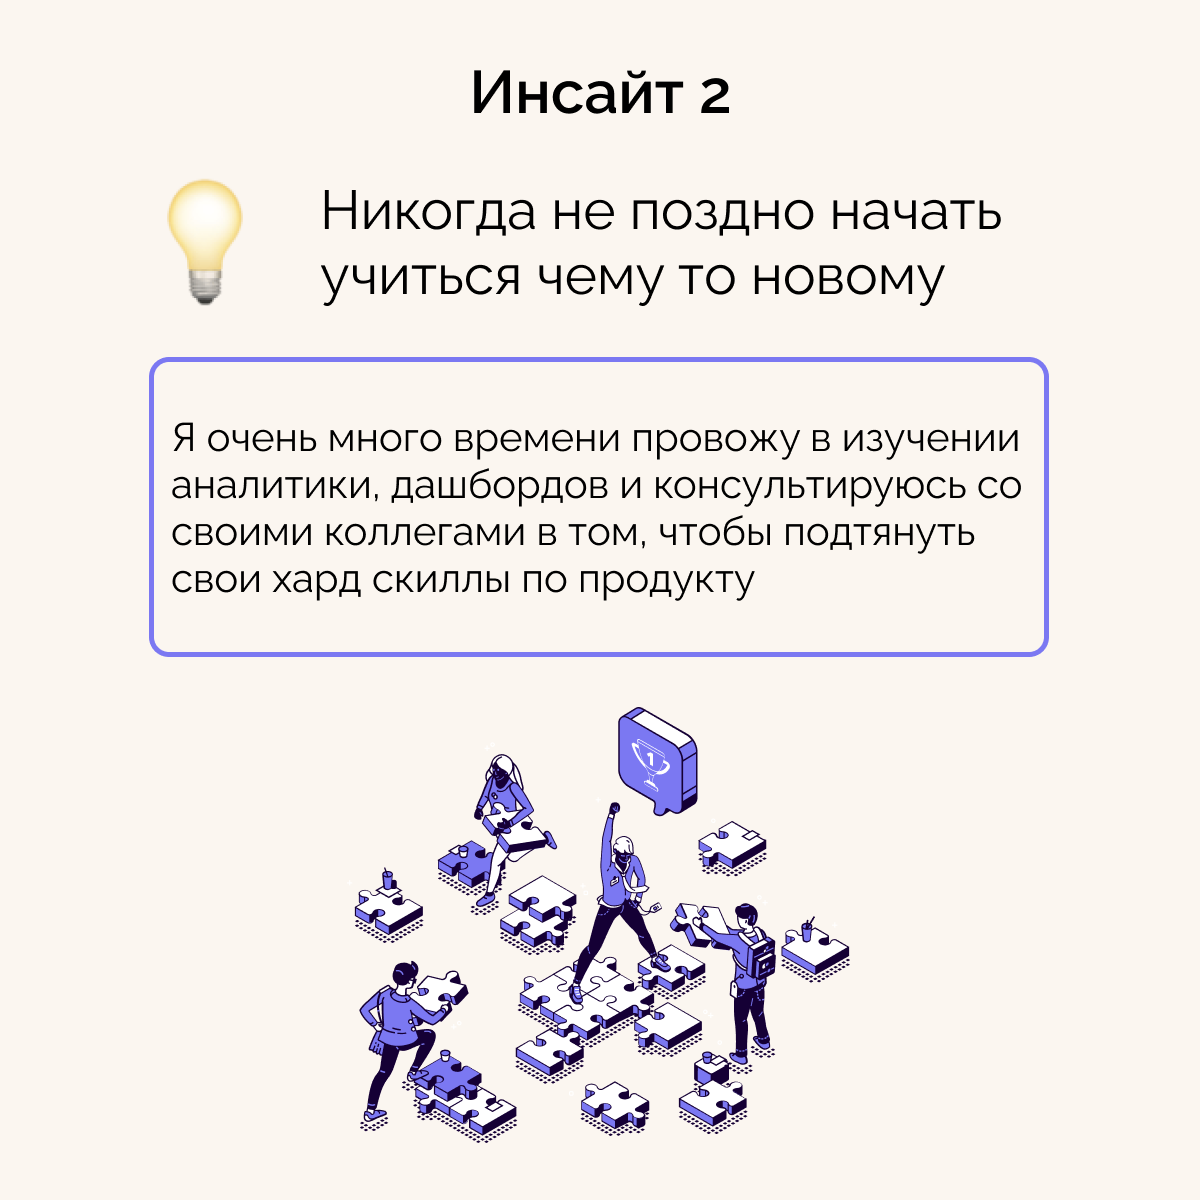 Инсайт 2
Никогда не поздно начать
учиться чему то новому
Я очень много времени провожу в изучении
аналитики, дашбордов и консультируюсь со
своими коллегами в том, чтобы подтянуть
свои хард скиллы по продукту
1